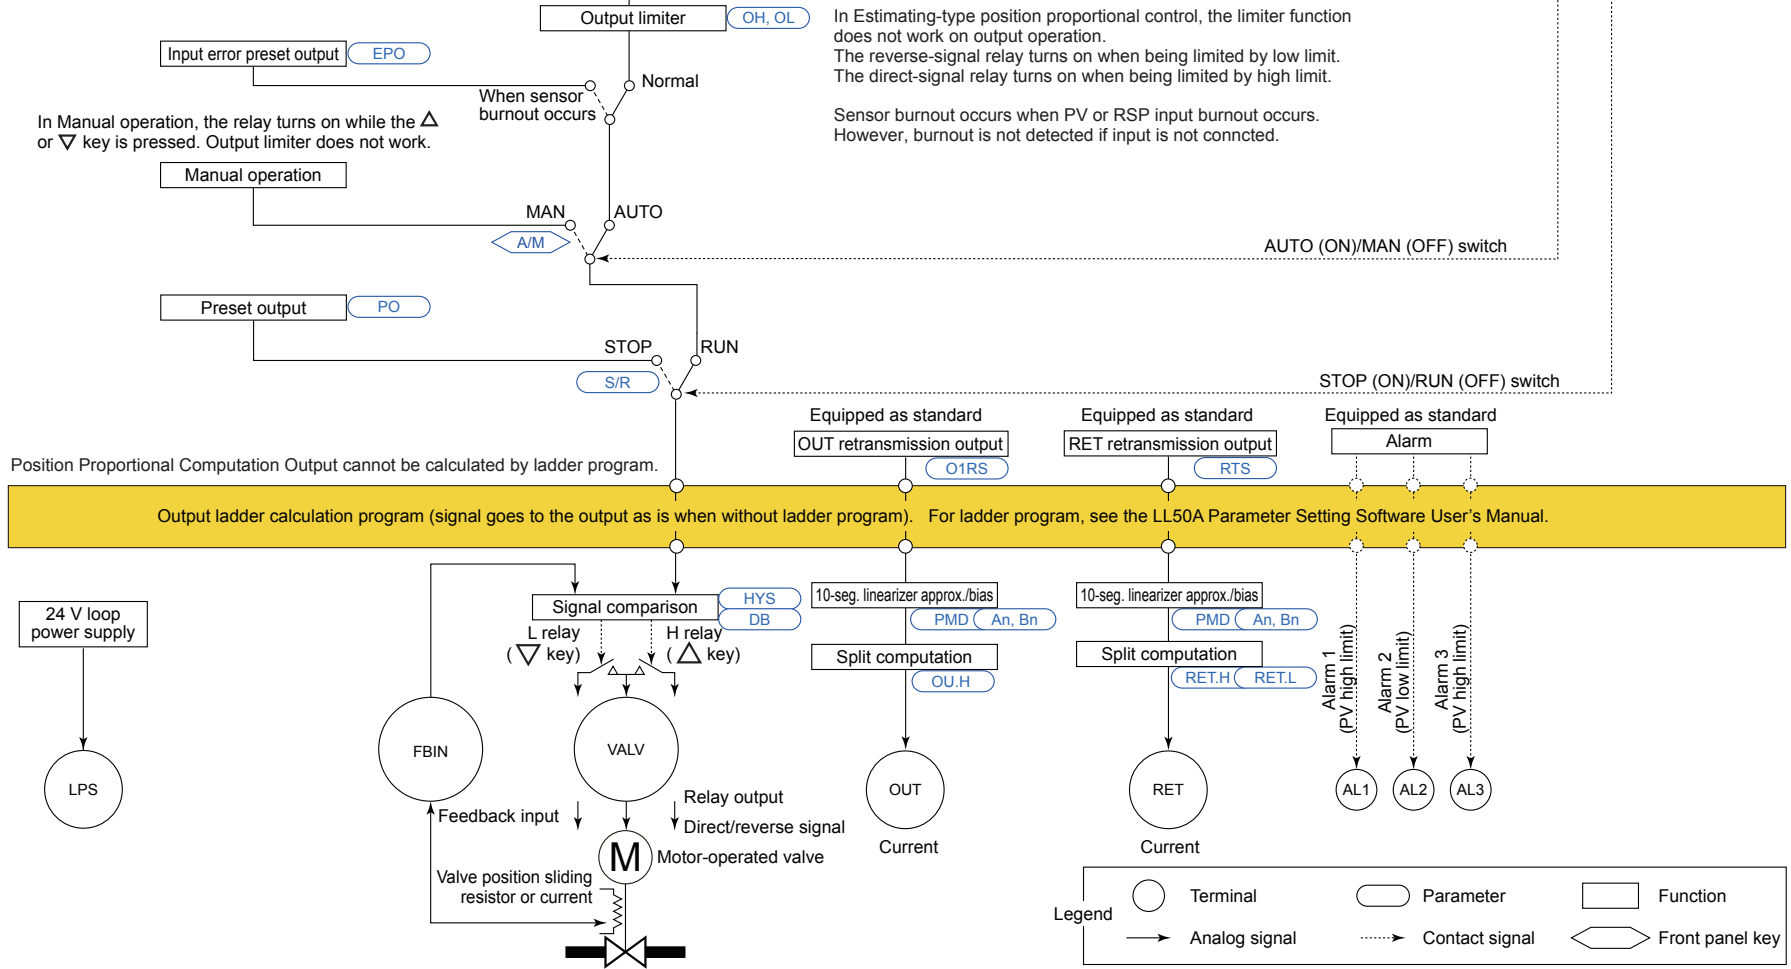 Output limiter
OH, OL
In Estimating-type position proportional control, the limiter function
does not work on output operation.
The reverse-signal relay turns on when being limited by low limit.
The direct-signal relay turns on when being limited by high limit.
Sensor burnout occurs when PV or RSP input burnout occurs.
However, burnout is not detected if input is not conncted.
Input error preset output
EPO
Normal
When sensor
burnout occurs
In Manual operation, the relay turns on while the △
or ▽ key is pressed. Output limiter does not work.
Manual operation
MAN
AUTO
A/M
AUTO (ON)/MAN (OFF) switch
Preset output
PO
STOP
RUN
S/R
STOP (ON)/RUN (OFF) switch
Equipped as standard
Equipped as standard
Equipped as standard
OUT retransmission output
RET retransmission output
Alarm
O1RS
RTS
Position Proportional Computation Output cannot be calculated by ladder program.
Output ladder calculation program (signal goes to the output as is when without ladder program). For ladder program, see the LL50A Parameter Setting Software User's Manual.
24 V loop
power supply
LPS
Signal comparison
HYS
DB
L relay
(▽ key)
H relay
(△ key)
FBIN
VALV
Feedback input
Relay output
Direct/reverse signal
M
Motor-operated valve
Valve position sliding
resistor or current
10-seg. linearizer approx./bias
PMD
An, Bn
Split computation
OU.H
OUT
Current
10-seg. linearizer approx./bias
PMD
An, Bn
Split computation
RET.H
RET.L
RET
Current
Alarm 1
(PV high limit)
Alarm 2
(PV low limit)
Alarm 3
(PV high limit)
AL1
AL2
AL3
Legend
Terminal
Parameter
Function
Analog signal
Contact signal
Front panel key